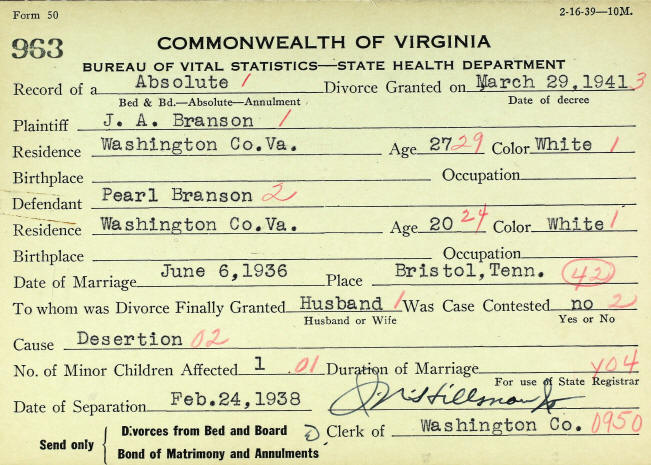 Form 50 2-16-39—10M.
963 COMMONWEALTH OF VIRGINIA
BUREAU OF VITAL STATISTICS—STATE HEALTH DEPARTMENT
Record of a Absolute 1 Divorce Granted on March 29,1941 3
Bed & Bd.—Absolute—Annulment Date of decree
Plaintiff J. A. Branson 1
Residence Washington Co.Va. Age 27 29 Color White 1
Birthplace Occupation
Defendant Pearl Branson 2
Residence Washington Co.Va. Age 20 24 Color White 1
Birthplace Occupation
Date of Marriage June 6,1936 Place Bristol,Tenn. 42
To whom was Divorce Finally Granted Husband 1 Was Case Contested no 2
Husband or Wife Yes or No
Cause Desertion 02
No. of Minor Children Affected 1 01 Duration of Marriage Y04
For use of State Registrar
Date of Separation Feb.24,1938
Send only { Divorces from Bed and Board Clerk of Washington Co. 0950
Bond of Matrimony and Annulments